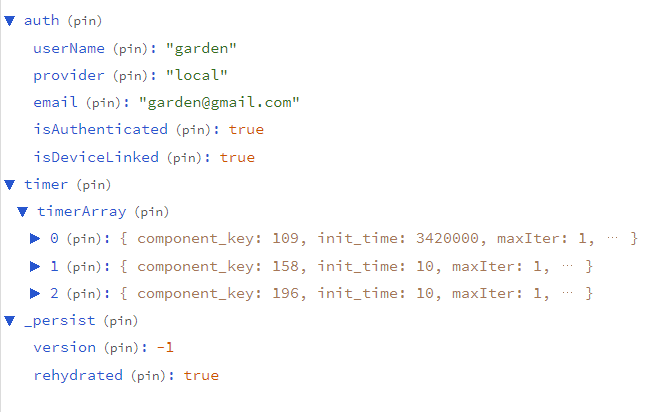 ▼ auth (pin)
userName (pin): "garden"
provider (pin): "local"
email (pin): "garden@gmail.com"
isAuthenticated (pin): true
isDeviceLinked (pin): true
▼ timer (pin)
▼ timerArray (pin)
▶ 0 (pin): { component_key: 109, init_time: 3420000, maxIter: 1, … }
▶ 1 (pin): { component_key: 158, init_time: 10, maxIter: 1, … }
▶ 2 (pin): { component_key: 196, init_time: 10, maxIter: 1, … }
▼ _persist (pin)
version (pin): -1
rehydrated (pin): true